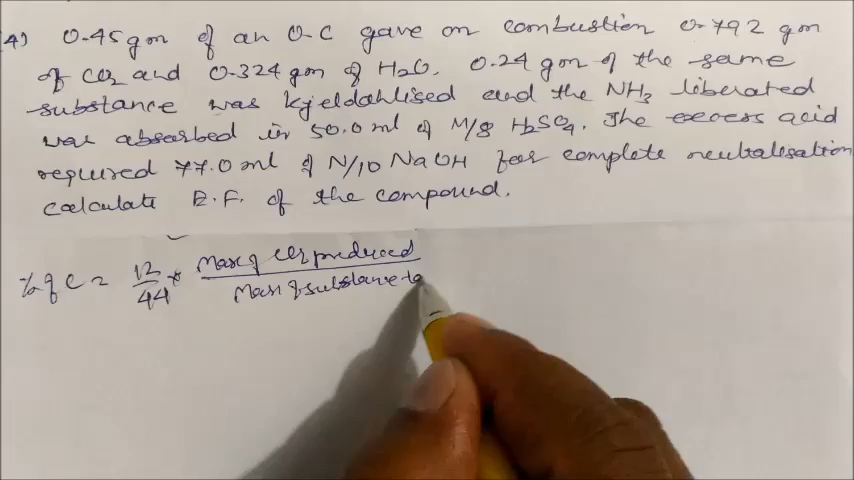 4) 0.45gm of an O-C gave on combustion 0.792 gm
of CO2 and 0.324 gm of H2O. 0.24 gm of the same
substance was kjeldahlised and the NH3 liberated
was absorbed in 50.0 ml of M/8 H2SO4. The excess acid
required 77.0 ml of N/10 NaOH for complete neutralisation
calculate E.F. of the compound.
% of C = 12/44 * Mass of CO2 produced / Mass of substance ta